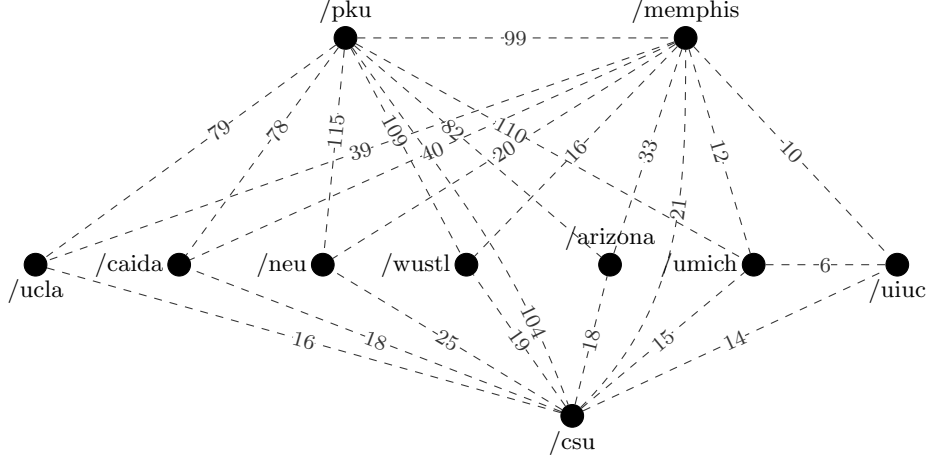 /pku
/memphis
99
79
78
115
109
82
110
39
40
20
16
33
21
12
10
/arizona
/ucla
/caida
/neu
/wustl
/umich
6
/uiuc
16
18
25
19
104
18
15
14
/csu